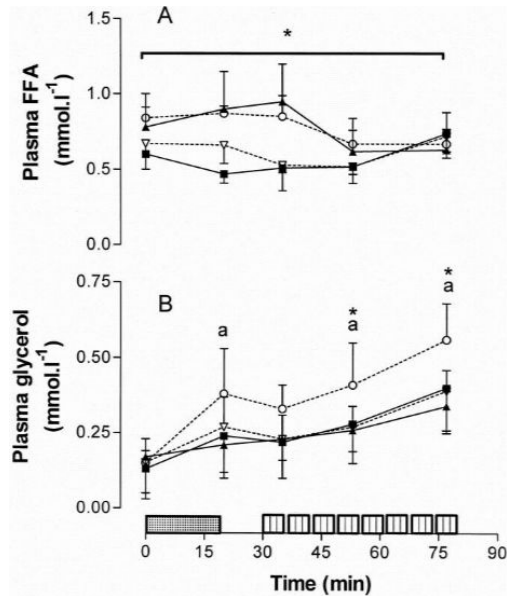 A
*
1.5
1.0
0.5
0.0
Plasma FFA
(mmol.l⁻¹)
B
a
*
a
*
a
0.75
0.50
0.25
0.00
Plasma glycerol
(mmol.l⁻¹)
0 15 30 45 60 75 90
Time (min)